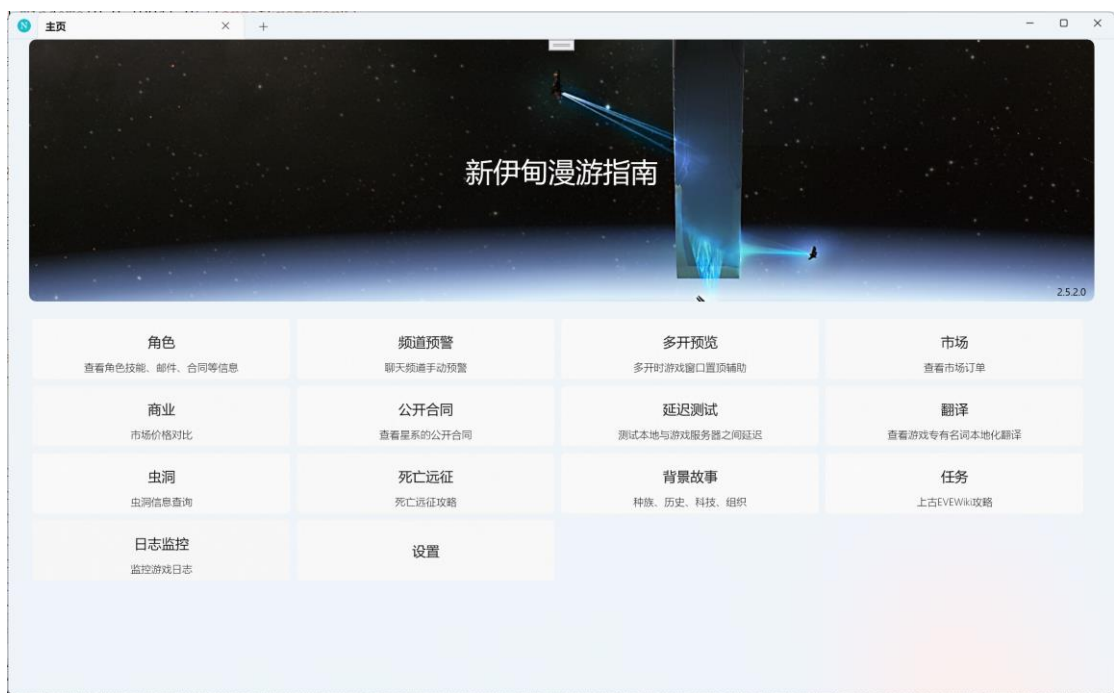 N 主页
新伊甸漫游指南
2.5.2.0
角色
查看角色技能、邮件、合同等信息
频道预警
聊天频道手动预警
多开预览
多开时游戏窗口置顶辅助
市场
查看市场订单
商业
市场价格对比
公开合同
查看星系的公开合同
延迟测试
测试本地与游戏服务器之间延迟
翻译
查看游戏专有名词本地化翻译
虫洞
虫洞信息查询
死亡远征
死亡远征攻略
背景故事
种族、历史、科技、组织
任务
上古EVEWiki攻略
日志监控
监控游戏日志
设置